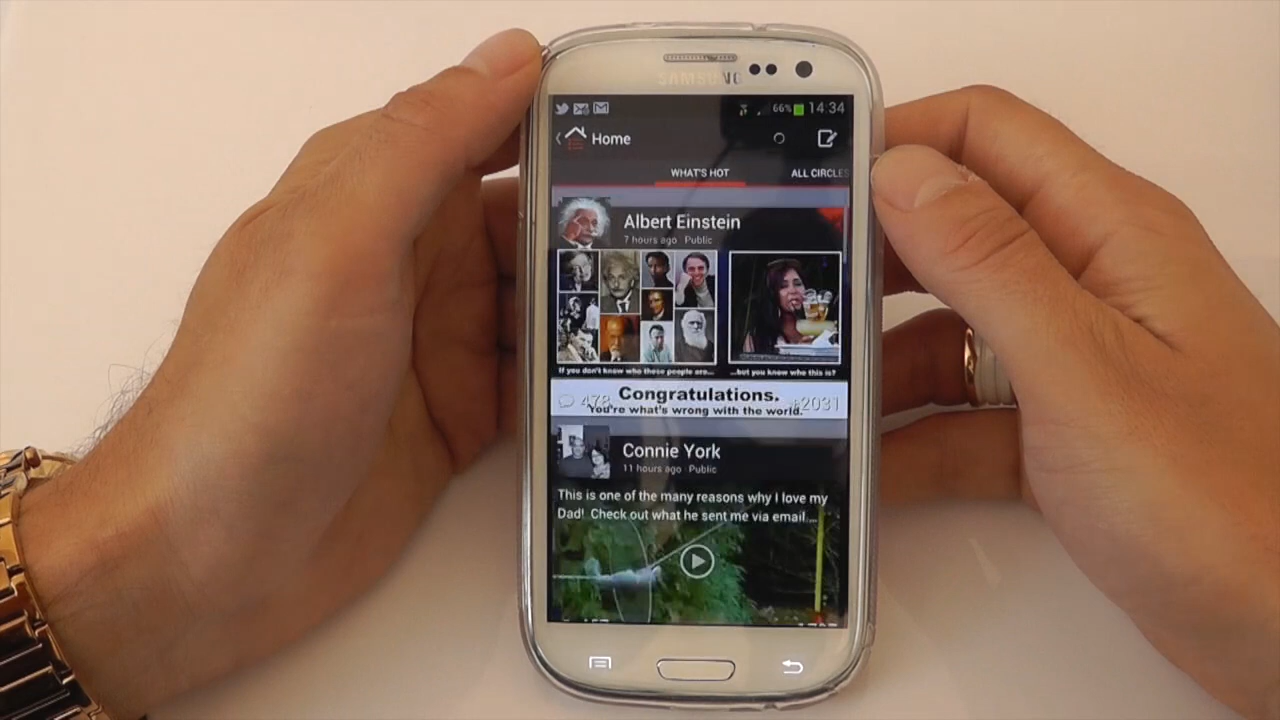 SAMSUNG
66% 14:34
Home
WHAT'S HOT ALL CIRCLES
Albert Einstein
7 hours ago Public
If you don't know who these people are... ...but you know who this is?
Congratulations.
478 +2031
You're what's wrong with the world.
Connie York
11 hours ago Public
This is one of the many reasons why I love my
Dad! Check out what he sent me via email...